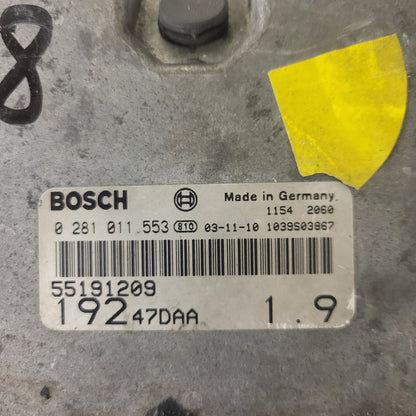 8
BOSCH Made in Germany
1154 2060
0 281 011 553 810 03-11-10 1039S03867
55191209
192 47DAA 1.9